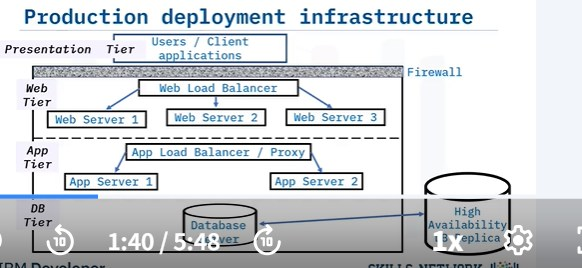 Production deployment infrastructure
Presentation Tier
Users / Client
applications
Firewall
Web
Tier
Web Load Balancer
Web Server 1
Web Server 2
Web Server 3
App
Tier
App Load Balancer / Proxy
App Server 1
App Server 2
DB
Tier
Database
High
Availability
Replica
10
1:40 / 5:48
10
1x
IBM Developer
SKILLS NETWORK